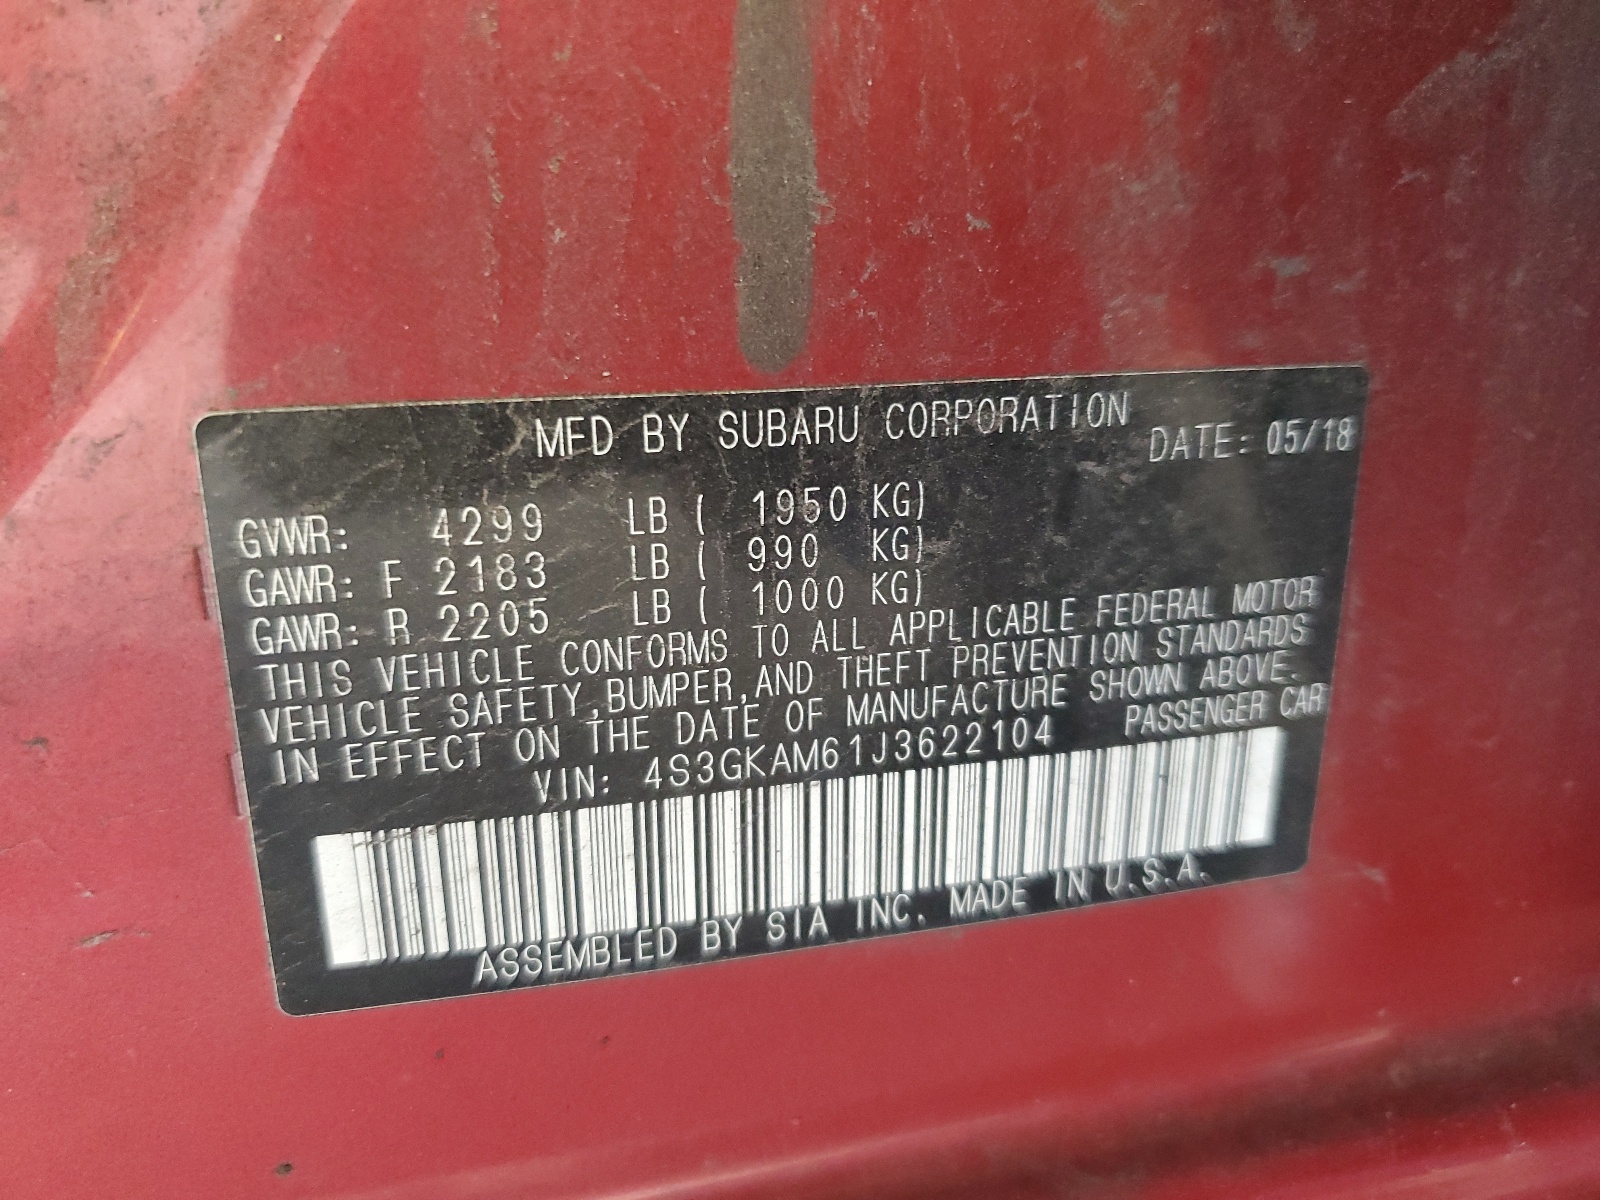 MFD BY SUBARU CORPORATION DATE: 05/18
GVWR: 4299 LB ( 1950 KG)
GAWR: F 2183 LB ( 990 KG)
GAWR: R 2205 LB ( 1000 KG)
THIS VEHICLE CONFORMS TO ALL APPLICABLE FEDERAL MOTOR
VEHICLE SAFETY, BUMPER, AND THEFT PREVENTION STANDARDS
IN EFFECT ON THE DATE OF MANUFACTURE SHOWN ABOVE.
VIN: 4S3GKAM61J3622104 PASSENGER CAR
ASSEMBLED BY SIA INC. MADE IN U.S.A.